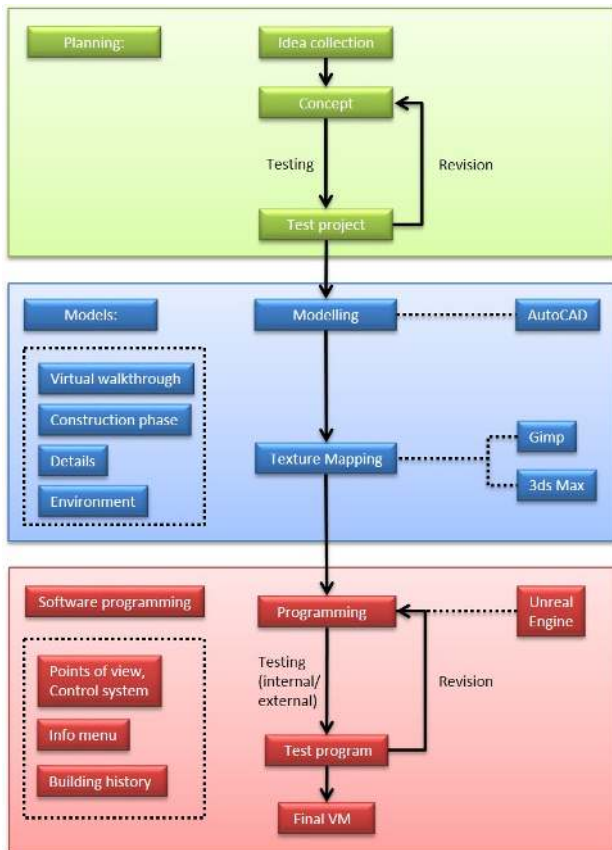 Planning:
Idea collection
Concept
Testing
Revision
Test project
Models:
Modelling
AutoCAD
Virtual walkthrough
Construction phase
Details
Environment
Texture Mapping
Gimp
3ds Max
Software programming
Programming
Unreal
Engine
Points of view,
Control system
Info menu
Building history
Testing
(internal/
external)
Revision
Test program
Final VM